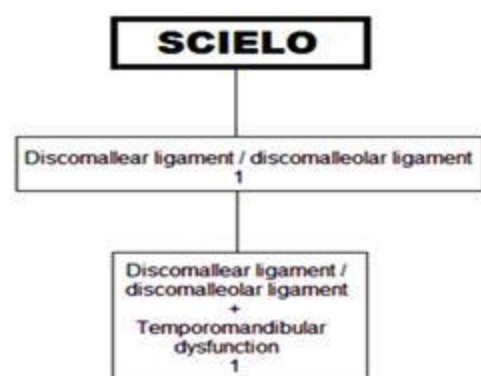 SCIELO
Discomallear ligament / discomalleolar ligament
1
Discomallear ligament /
discomalleolar ligament
+
Temporomandibular
dysfunction
1